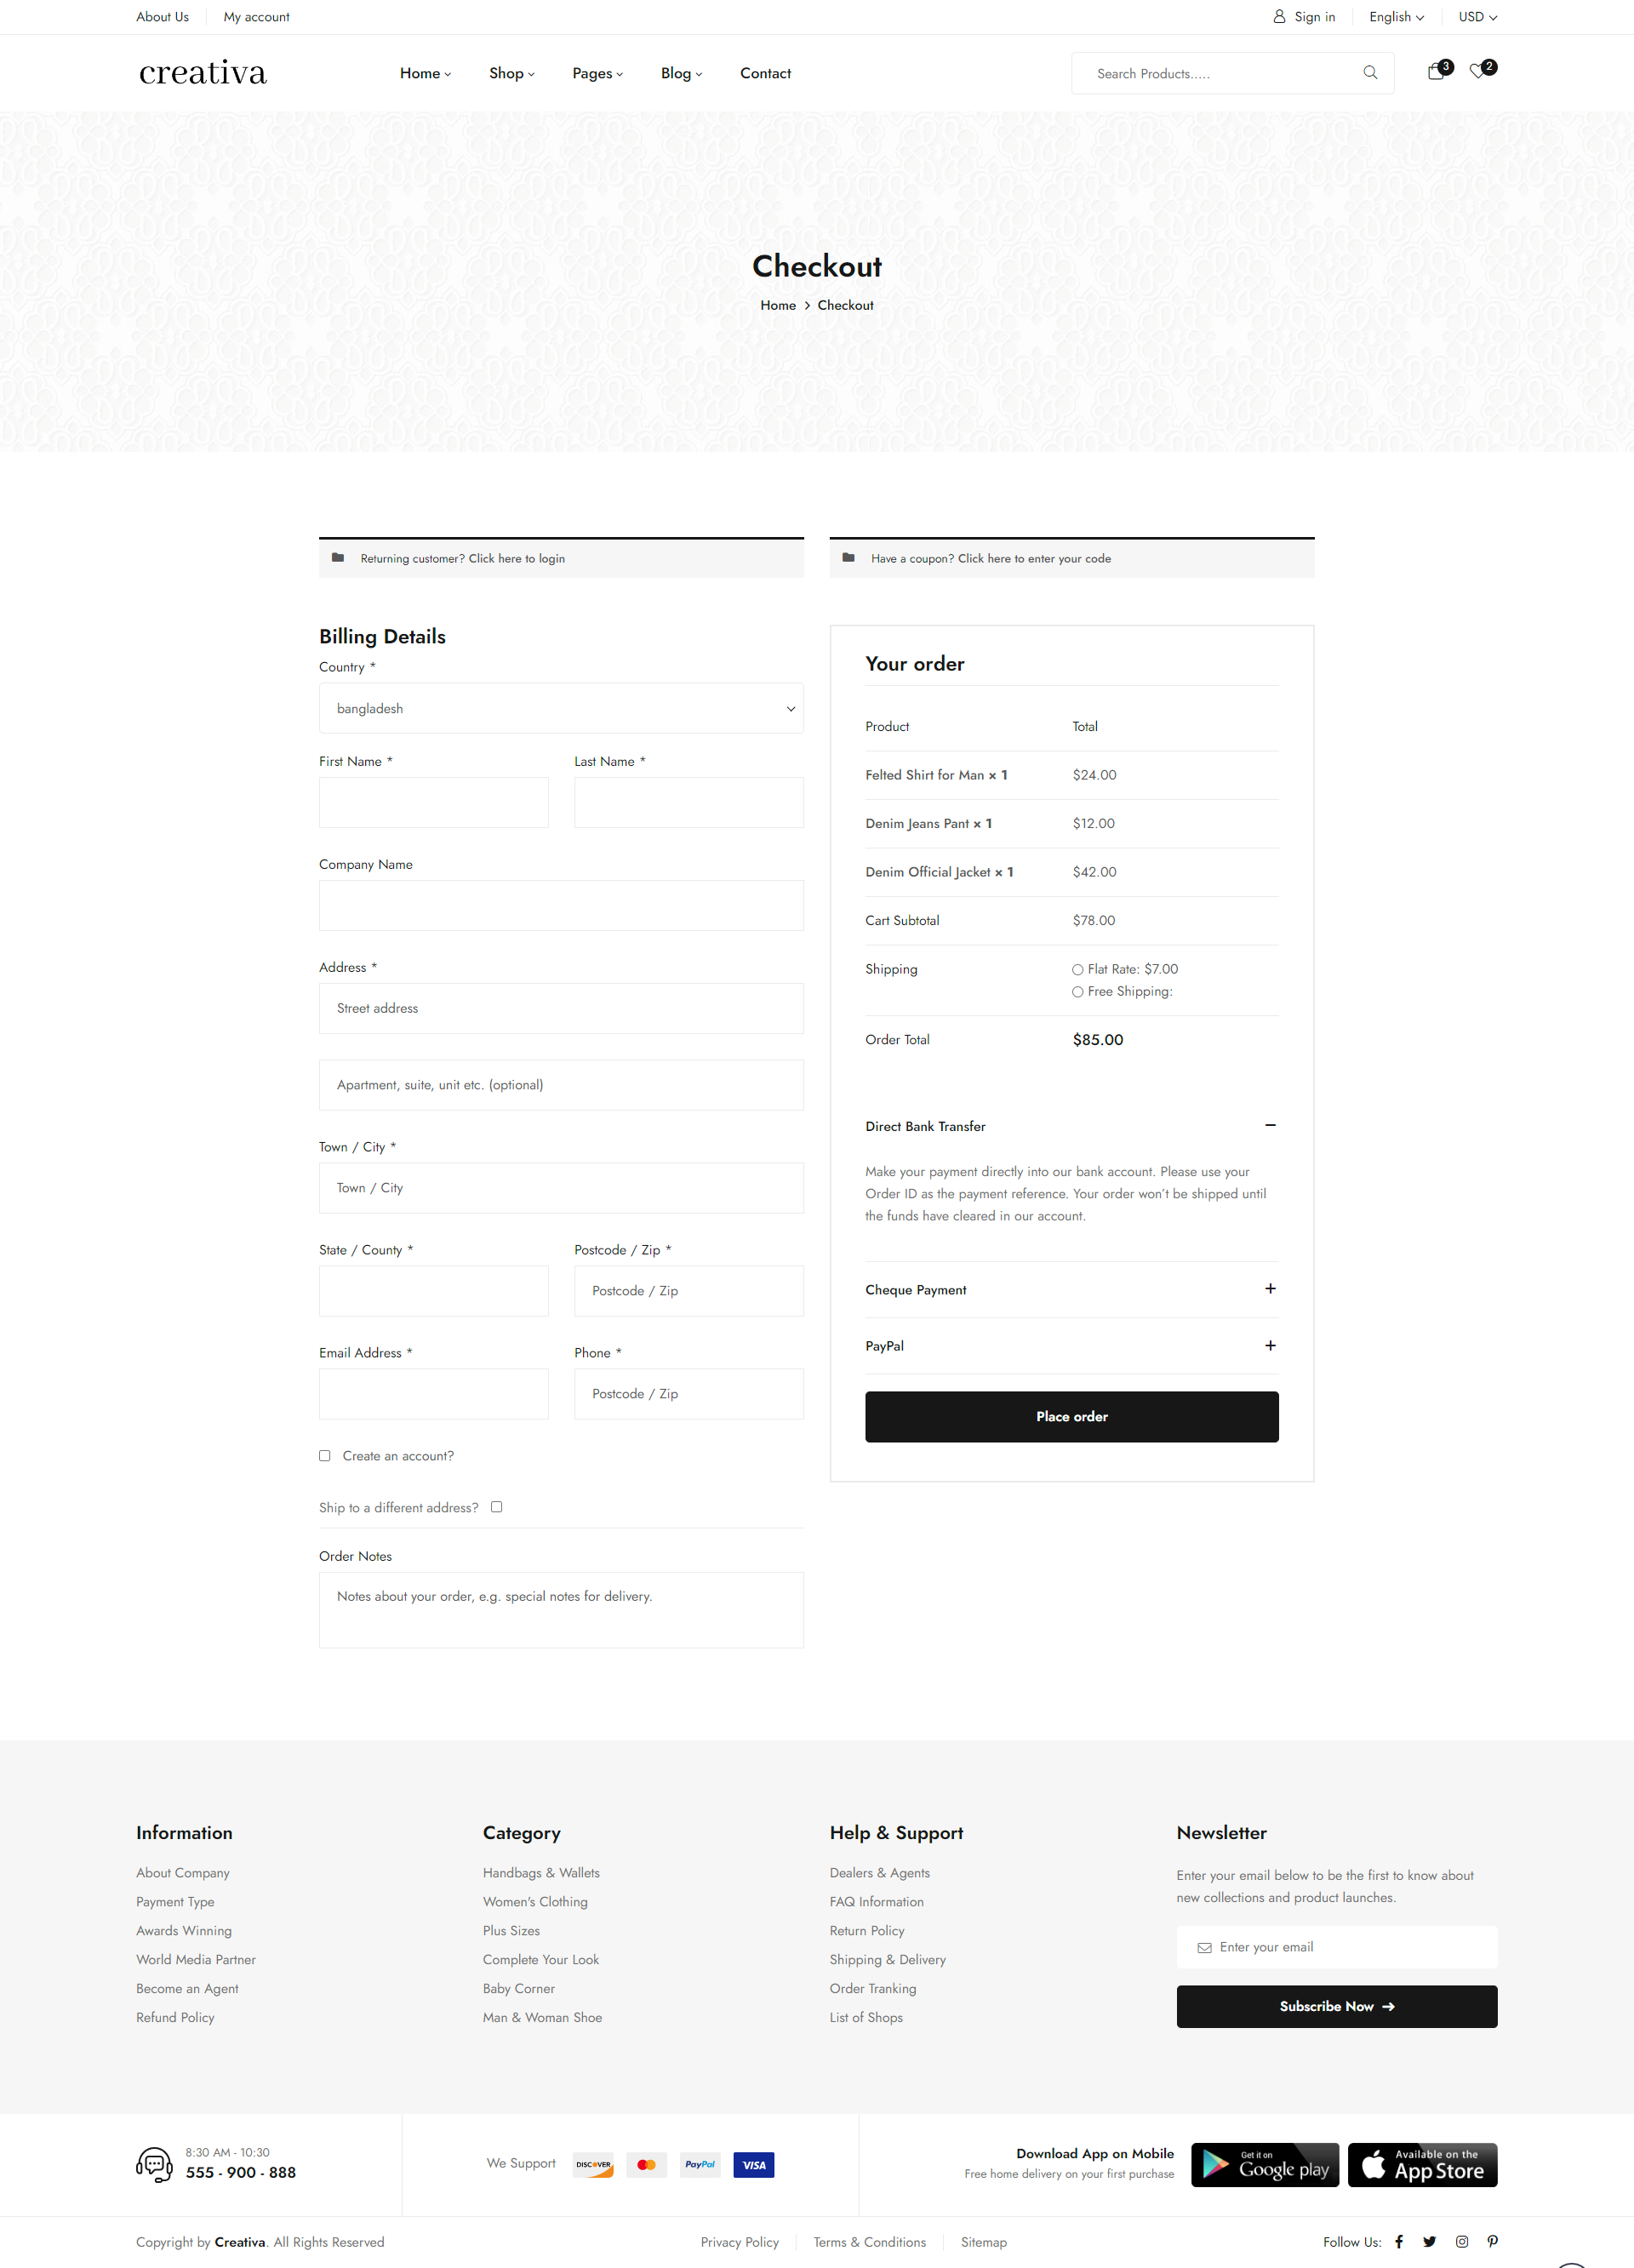 About Us
My account
Sign in
English
USD
creativa
Home
Shop
Pages
Blog
Contact
Search Products.....
3
2
Checkout
Home > Checkout
Returning customer? Click here to login
Have a coupon? Click here to enter your code
Billing Details
Country *
bangladesh
First Name *
Last Name *
Company Name
Address *
Street address
Apartment, suite, unit etc. (optional)
Town / City *
Town / City
State / County *
Postcode / Zip *
Postcode / Zip
Email Address *
Phone *
Postcode / Zip
Create an account?
Ship to a different address?
Order Notes
Notes about your order, e.g. special notes for delivery.
Your order
Product Total
Felted Shirt for Man × 1 $24.00
Denim Jeans Pant × 1 $12.00
Denim Official Jacket × 1 $42.00
Cart Subtotal $78.00
Shipping Flat Rate: $7.00
Free Shipping:
Order Total $85.00
Direct Bank Transfer
Make your payment directly into our bank account. Please use your
Order ID as the payment reference. Your order won’t be shipped until
the funds have cleared in our account.
Cheque Payment
PayPal
Place order
Information
About Company
Payment Type
Awards Winning
World Media Partner
Become an Agent
Refund Policy
Category
Handbags & Wallets
Women's Clothing
Plus Sizes
Complete Your Look
Baby Corner
Man & Woman Shoe
Help & Support
Dealers & Agents
FAQ Information
Return Policy
Shipping & Delivery
Order Tranking
List of Shops
Newsletter
Enter your email below to be the first to know about
new collections and product launches.
Enter your email
Subscribe Now
8:30 AM - 10:30
555 - 900 - 888
We Support
DISCOVER
PayPal
VISA
Download App on Mobile
Free home delivery on your first purchase
Get it on
Google play
Available on the
App Store
Copyright by Creativa. All Rights Reserved
Privacy Policy
Terms & Conditions
Sitemap
Follow Us: